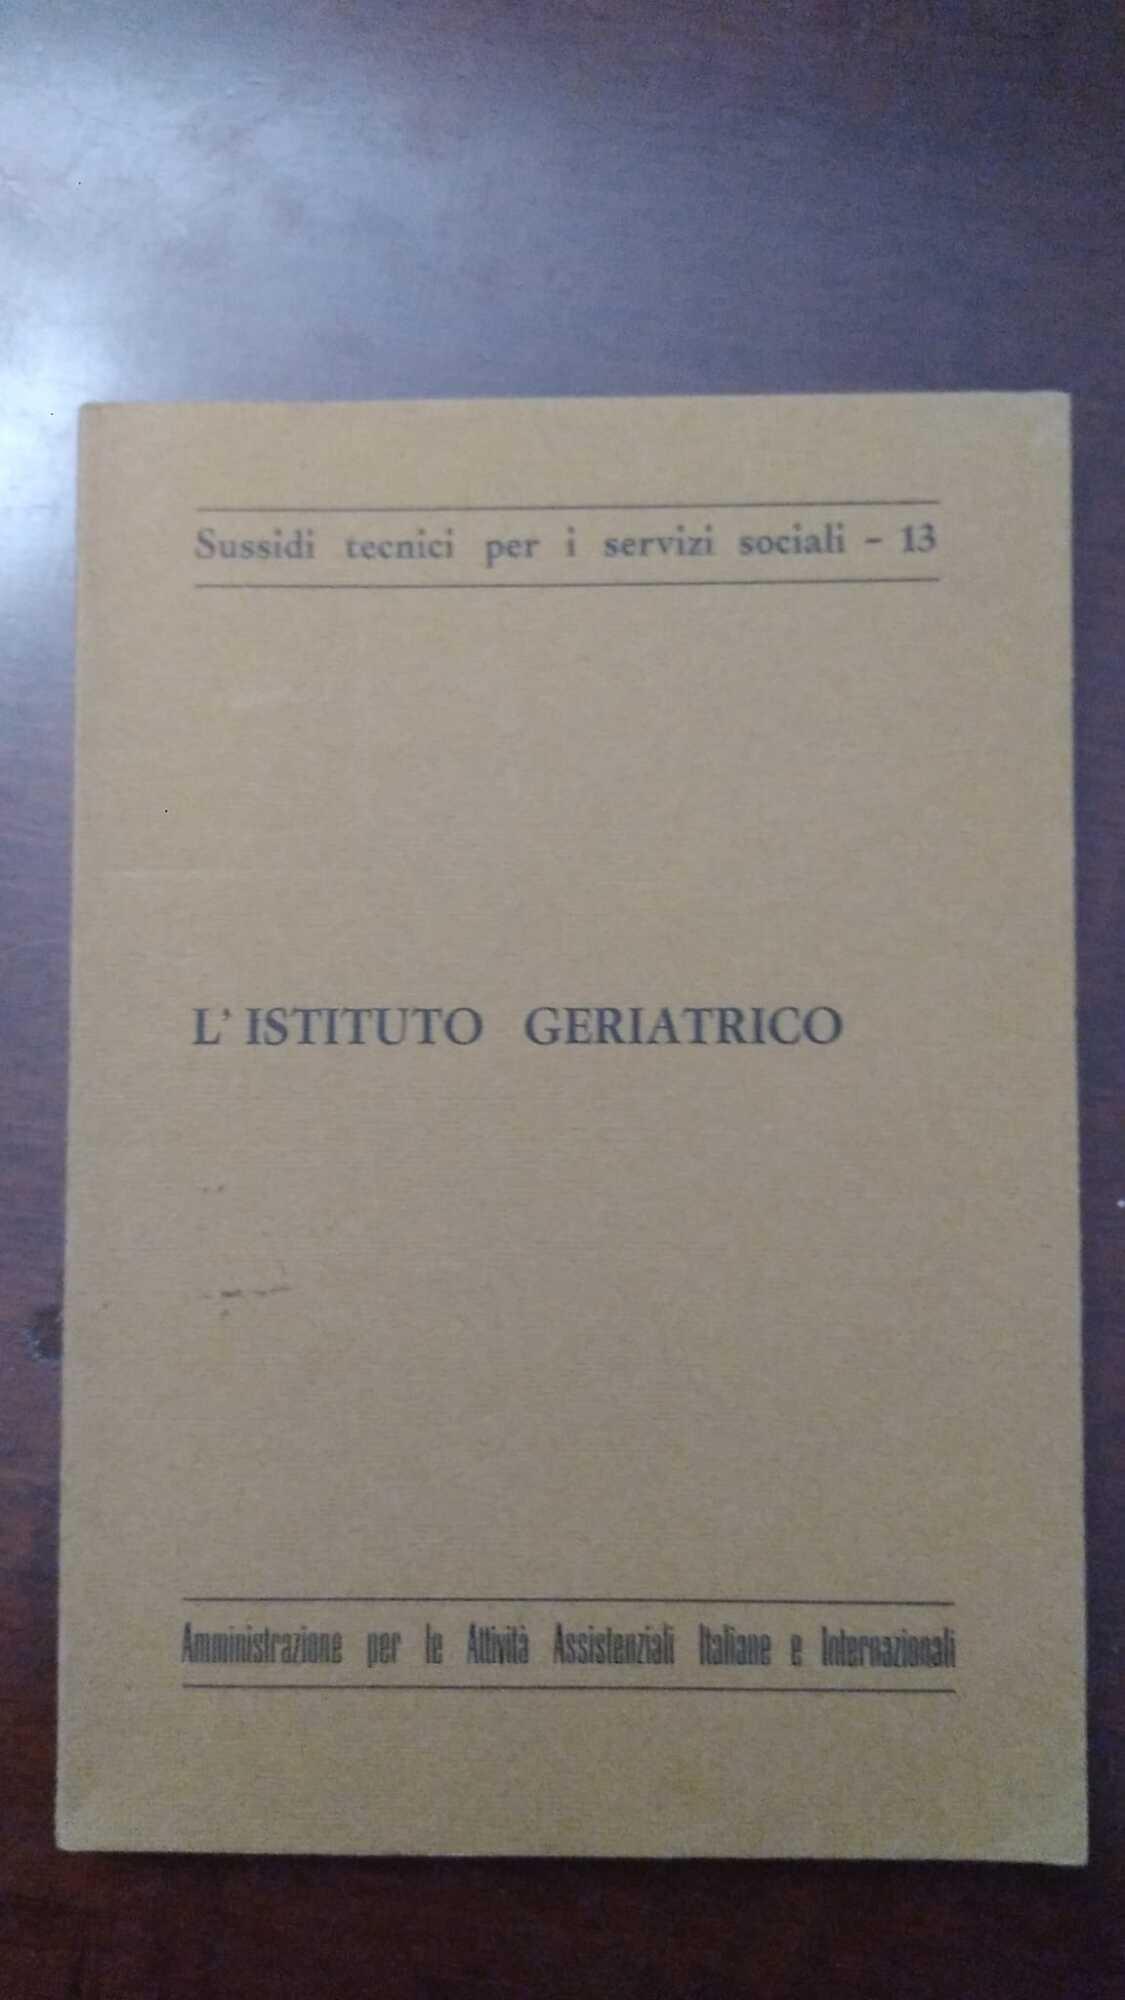 Sussidi tecnici per i servizi sociali - 13
L' ISTITUTO GERIATRICO
Amministrazione per le Attività Assistenziali Italiane e Internazionali